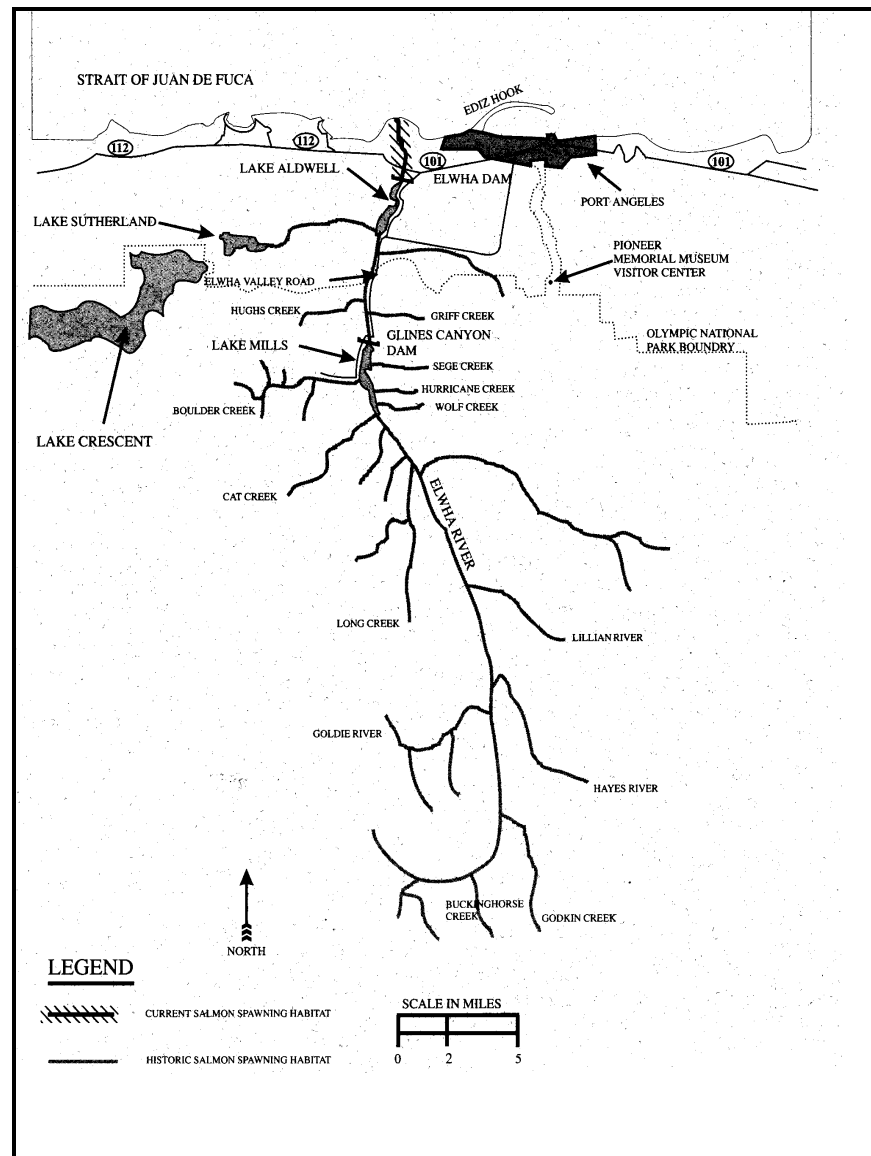 STRAIT OF JUAN DE FUCA
EDIZ HOOK
112
112
101
101
LAKE ALDWELL
ELWHA DAM
PORT ANGELES
LAKE SUTHERLAND
PIONEER
MEMORIAL MUSEUM
VISITOR CENTER
ELWHA VALLEY ROAD
HUGHS CREEK
GRIFF CREEK
GLINES CANYON
DAM
OLYMPIC NATIONAL
PARK BOUNDRY
LAKE MILLS
SEGE CREEK
HURRICANE CREEK
WOLF CREEK
BOULDER CREEK
LAKE CRESCENT
CAT CREEK
ELWHA RIVER
LONG CREEK
LILLIAN RIVER
GOLDIE RIVER
HAYES RIVER
BUCKINGHORSE
CREEK
GODKIN CREEK
NORTH
LEGEND
CURRENT SALMON SPAWNING HABITAT
HISTORIC SALMON SPAWNING HABITAT
SCALE IN MILES
0 2 5